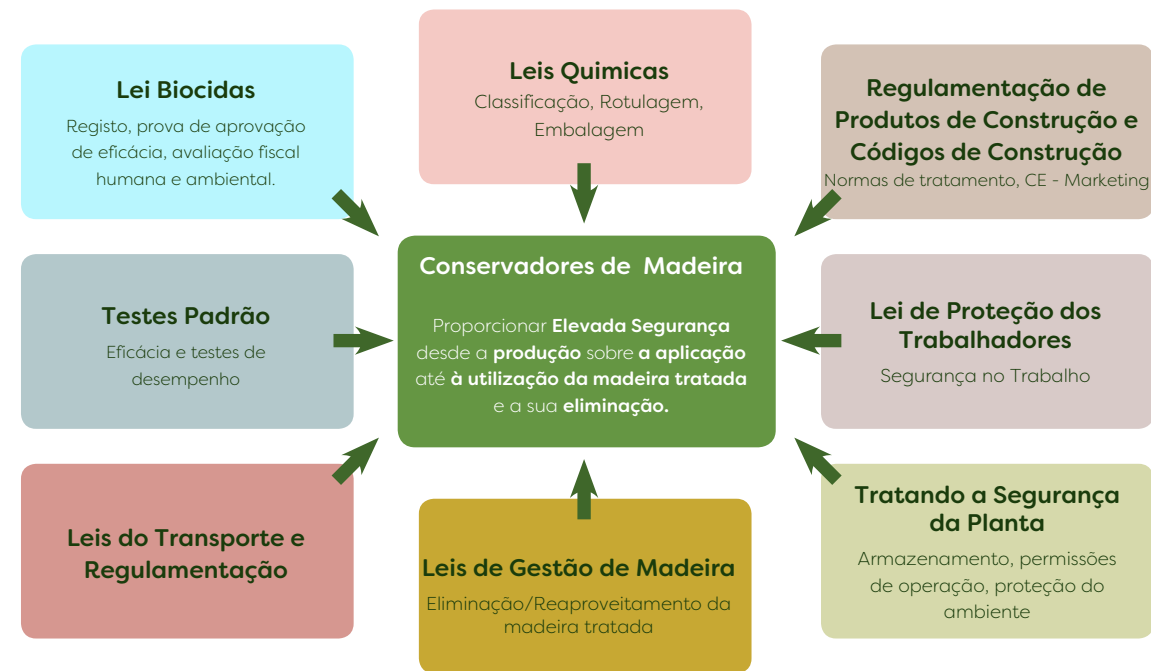 Lei Biocidas
Registo, prova de aprovação
de eficácia, avaliação fiscal
humana e ambiental.
Leis Quimicas
Classificação, Rotulagem,
Embalagem
Regulamentação de
Produtos de Construção e
Códigos de Construção
Normas de tratamento, CE - Marketing
Testes Padrão
Eficácia e testes de
desempenho
Conservadores de Madeira
Proporcionar Elevada Segurança
desde a produção sobre a aplicação
até à utilização da madeira tratada
e a sua eliminação.
Lei de Proteção dos
Trabalhadores
Segurança no Trabalho
Leis do Transporte e
Regulamentação
Leis de Gestão de Madeira
Eliminação/Reaproveitamento da
madeira tratada
Tratando a Segurança
da Planta
Armazenamento, permissões
de operação, proteção do
ambiente